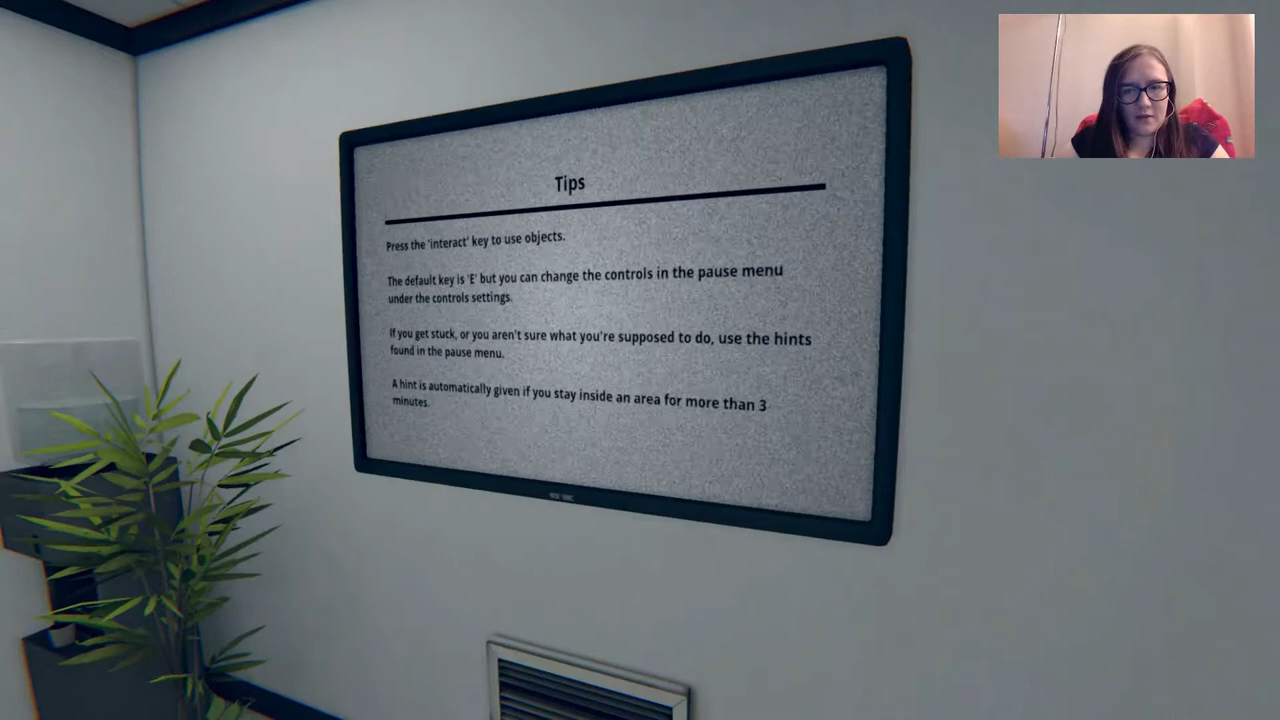 Tips
Press the 'interact' key to use objects.
The default key is 'E' but you can change the controls in the pause menu
under the controls settings.
If you get stuck, or you aren't sure what you're supposed to do, use the hints
found in the pause menu.
A hint is automatically given if you stay inside an area for more than 3
minutes.